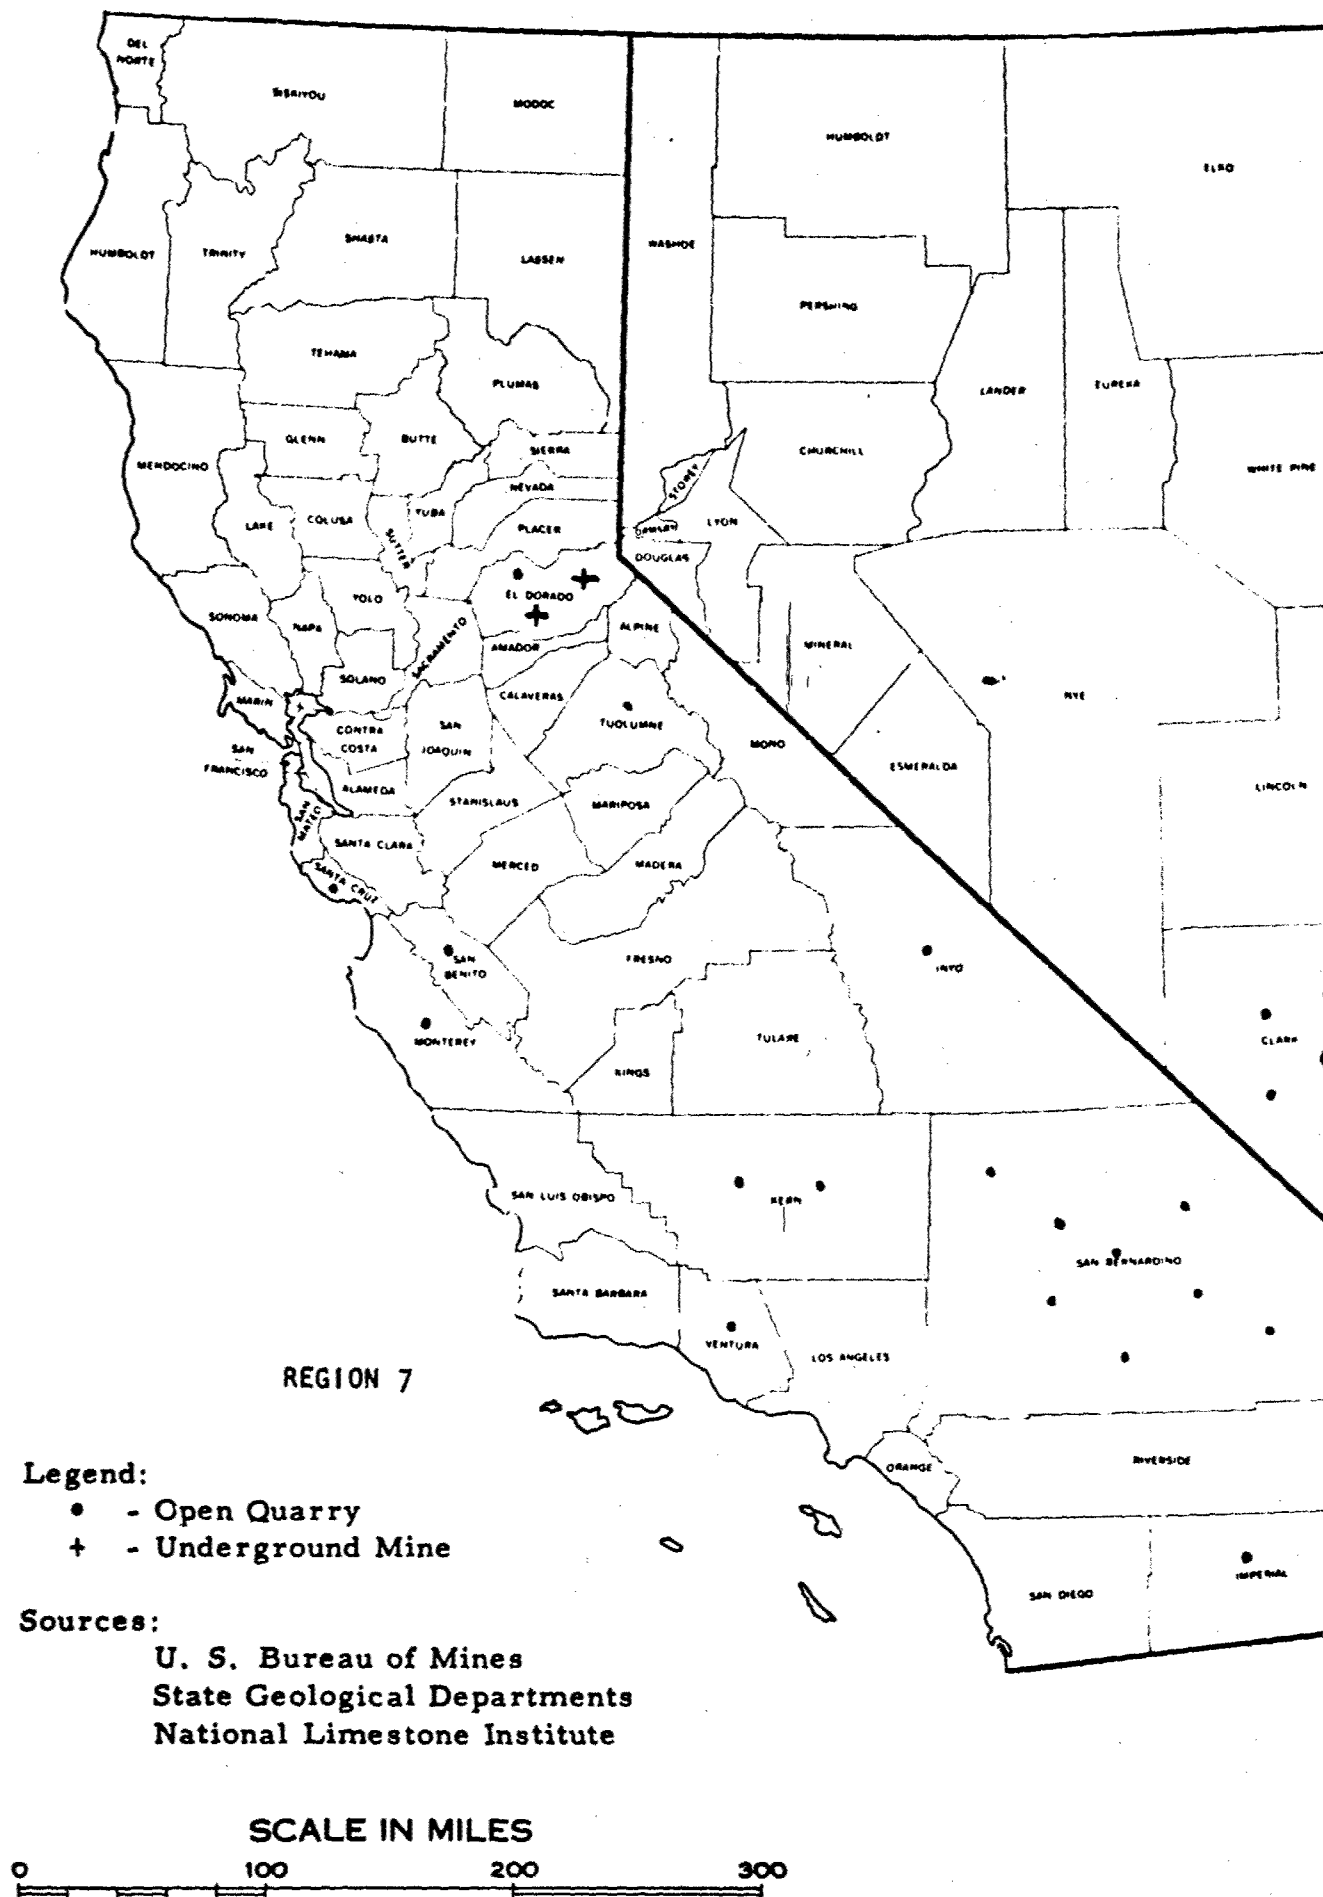 DEL
NORTE
SISKIYOU
MODOC
HUMBOLDT
ELKO
HUMBOLDT
TRINITY
SHASTA
LASSEN
WASHOE
PERSHING
TEHAMA
PLUMAS
LANDER
EUREKA
GLENN
BUTTE
SIERRA
CHURCHILL
WHITE PINE
MENDOCINO
NEVADA
STOREY
LAKE
COLUSA
SUTTER
YUBA
PLACER
ORMSBY
LYON
DOUGLAS
SONOMA
NAPA
YOLO
EL DORADO
SACRAMENTO
AMADOR
ALPINE
MINERAL
NYE
MARIN
SOLANO
CALAVERAS
SAN
FRANCISCO
CONTRA
COSTA
SAN
JOAQUIN
TUOLUMNE
MONO
ESMERALDA
LINCOLN
SAN
MATEO
ALAMEDA
STANISLAUS
MARIPOSA
SANTA CLARA
SANTA CRUZ
MERCED
MADERA
SAN
BENITO
FRESNO
INYO
MONTEREY
KINGS
TULARE
CLARK
SAN LUIS OBISPO
KERN
SAN BERNARDINO
SANTA BARBARA
VENTURA
LOS ANGELES
REGION 7
ORANGE
RIVERSIDE
SAN DIEGO
IMPERIAL
Legend:
• - Open Quarry
+ - Underground Mine
Sources:
U. S. Bureau of Mines
State Geological Departments
National Limestone Institute
SCALE IN MILES
0 100 200 300